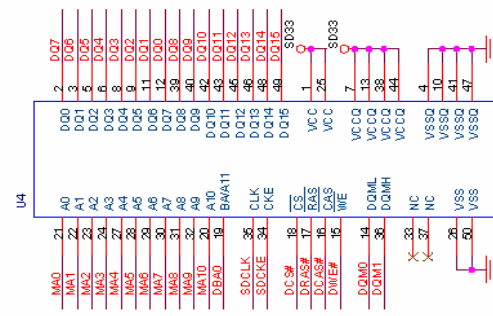 DQ7 DQ6 DQ5 DQ4 DQ3 DQ2 DQ1 DQ0 DQ8 DQ9 DQ10 DQ11 DQ12 DQ13 DQ14 DQ15 SD33 SD33
2 3 5 6 8 9 11 12 39 40 42 43 45 46 48 49 1 25 7 13 38 44 4 10 41 47
DQ0 DQ1 DQ2 DQ3 DQ4 DQ5 DQ6 DQ7 DQ8 DQ9 DQ10 DQ11 DQ12 DQ13 DQ14 DQ15 VCC VCC VCCQ VCCQ VCCQ VCCQ VSSQ VSSQ VSSQ VSSQ
U4
A0 A1 A2 A3 A4 A5 A6 A7 A8 A9 A10 BA/A11 CLK CKE CS RAS CAS WE DQML DQMH NC NC VSS VSS
21 22 23 24 27 28 29 30 31 32 20 19 35 34 18 17 16 15 14 36 33 37 26 50
MA0 MA1 MA2 MA3 MA4 MA5 MA6 MA7 MA8 MA9 MA10 DBA0 SDCLK SDCKE DCS# DRAS# DCAS# DWE# DQM0 DQM1